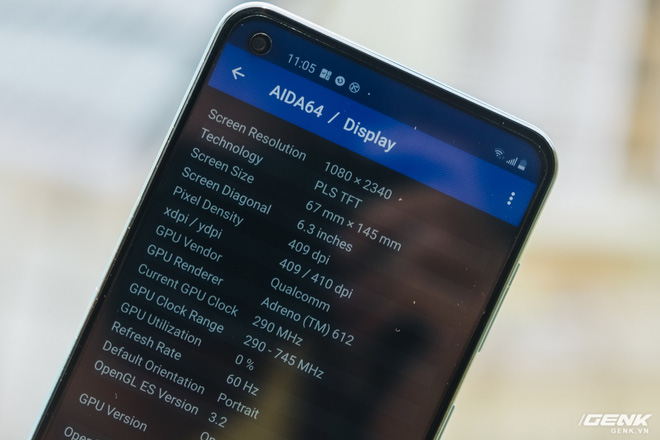 11:05
AIDA64 / Display
Screen Resolution 1080 × 2340
Technology PLS TFT
Screen Size 67 mm × 145 mm
Screen Diagonal 6.3 inches
Pixel Density 409 dpi
xdpi / ydpi 409 / 410 dpi
GPU Vendor Qualcomm
GPU Renderer Adreno (TM) 612
Current GPU Clock 290 MHz
GPU Clock Range 290 - 745 MHz
GPU Utilization 0 %
Refresh Rate 60 Hz
Default Orientation Portrait
OpenGL ES Version 3.2
GPU Version
GENK
GENK.VN